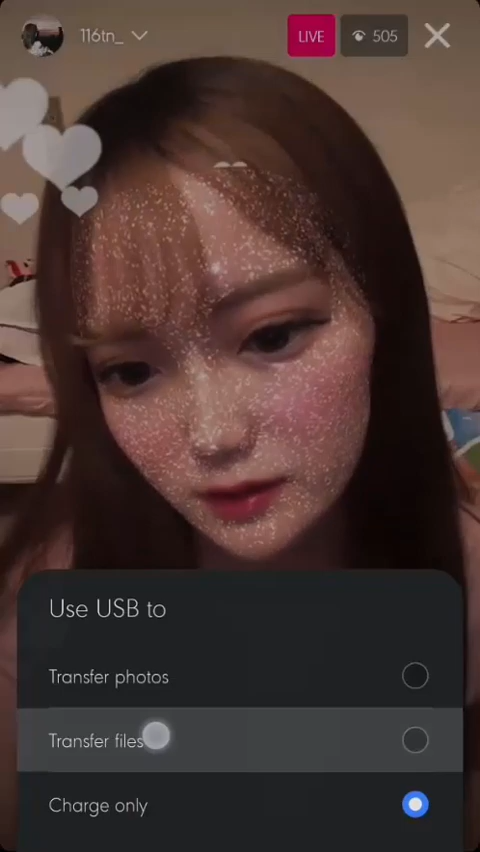 116tn_
LIVE
505
Use USB to
Transfer photos
Transfer files
Charge only